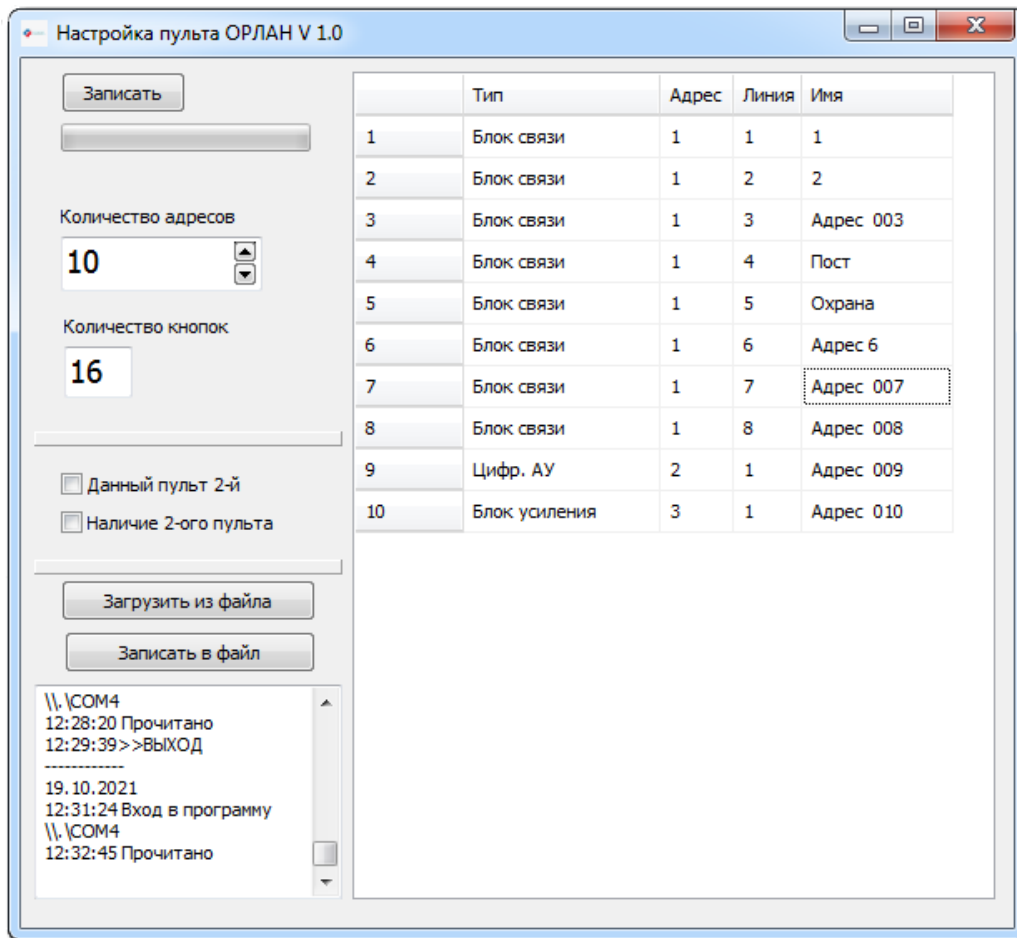 Настройка пульта ОРЛАН V 1.0
Записать
Количество адресов
10
Количество кнопок
16
Данный пульт 2-й
Наличие 2-ого пульта
Загрузить из файла
Записать в файл
\\.\COM4
12:28:20 Прочитано
12:29:39>>ВЫХОД
------------
19.10.2021
12:31:24 Вход в программу
\\.\COM4
12:32:45 Прочитано
Тип Адрес Линия Имя
1 Блок связи 1 1 1
2 Блок связи 1 2 2
3 Блок связи 1 3 Адрес 003
4 Блок связи 1 4 Пост
5 Блок связи 1 5 Охрана
6 Блок связи 1 6 Адрес 6
7 Блок связи 1 7 Адрес 007
8 Блок связи 1 8 Адрес 008
9 Цифр. АУ 2 1 Адрес 009
10 Блок усиления 3 1 Адрес 010